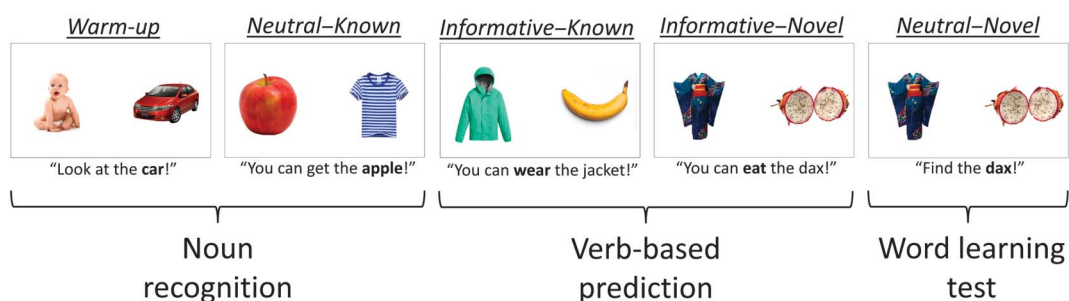 Warm-up
Neutral–Known
Informative–Known
Informative–Novel
Neutral–Novel
“Look at the car!”
“You can get the apple!”
“You can wear the jacket!”
“You can eat the dax!”
“Find the dax!”
Noun
recognition
Verb-based
prediction
Word learning
test